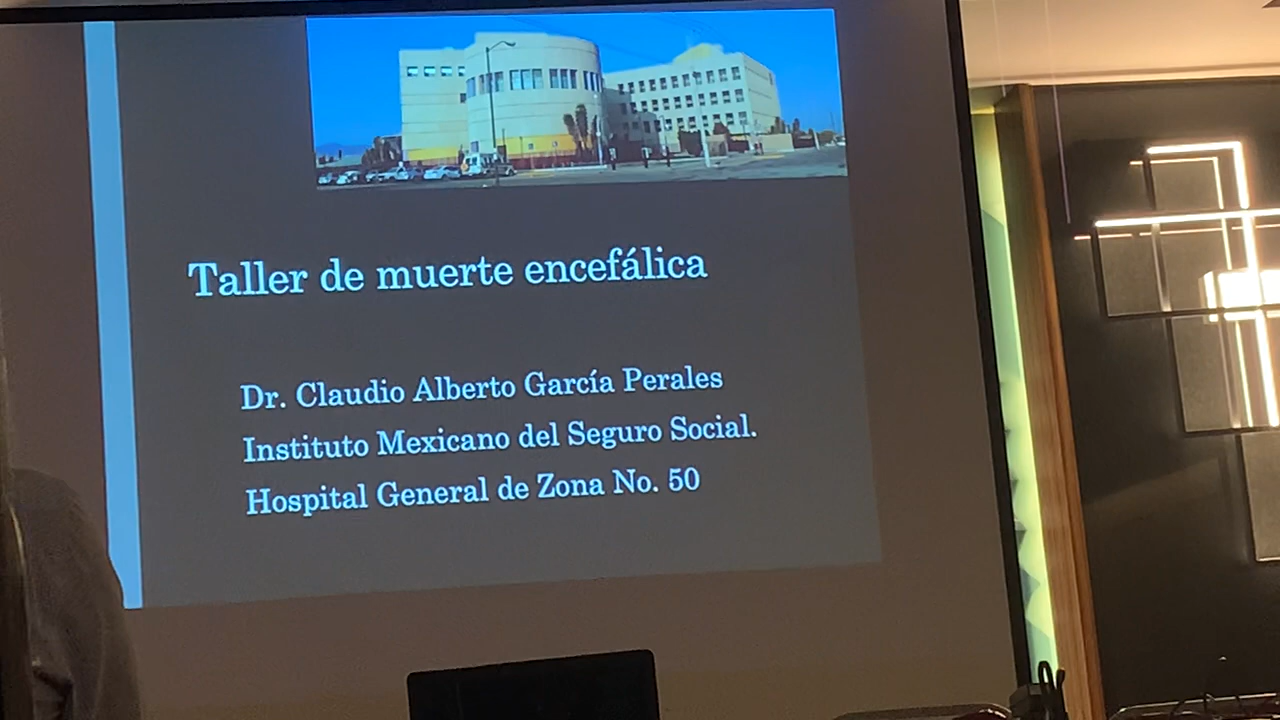 Taller de muerte encefálica
Dr. Claudio Alberto García Perales
Instituto Mexicano del Seguro Social.
Hospital General de Zona No. 50